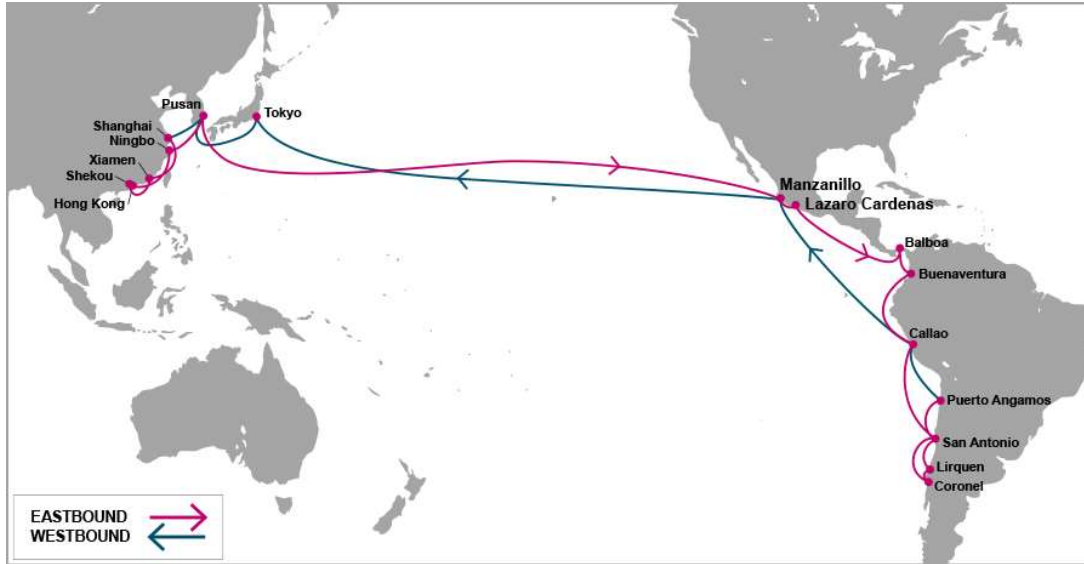 Pusan
Tokyo
Shanghai
Ningbo
Xiamen
Shekou
Hong Kong
Manzanillo
Lazaro Cardenas
Balboa
Buenaventura
Callao
Puerto Angamos
San Antonio
Lirquen
Coronel
EASTBOUND
WESTBOUND